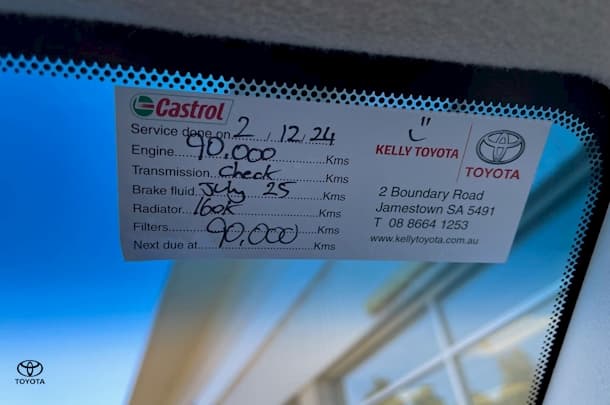 Castrol
Service done on 2 / 12 / 24
Engine 90,000 Kms
Transmission check Kms
Brake fluid July 25
Radiator 160K Kms
Filters 90,000 Kms
Next due at Kms
KELLY TOYOTA
TOYOTA
2 Boundary Road
Jamestown SA 5491
T 08 8664 1253
www.kellytoyota.com.au
TOYOTA